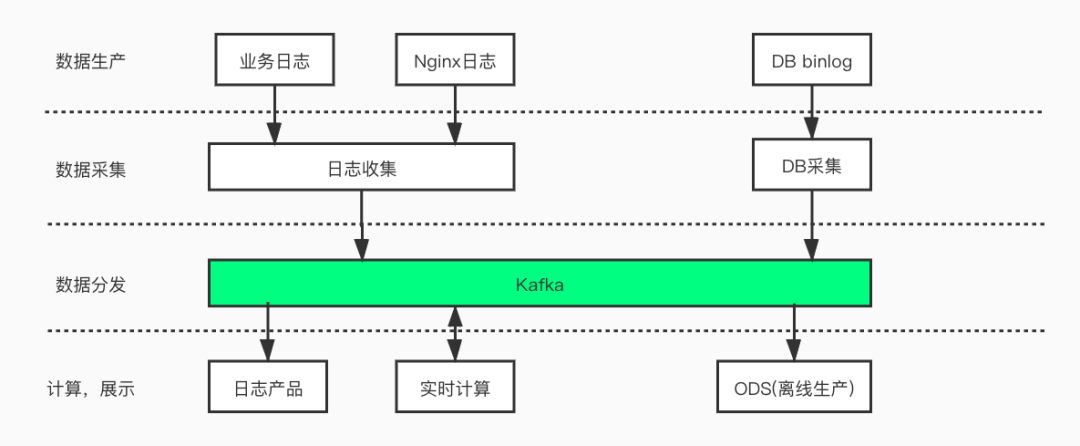 数据生产
业务日志
Nginx日志
DB binlog
数据采集
日志收集
DB采集
数据分发
Kafka
计算，展示
日志产品
实时计算
ODS(离线生产)